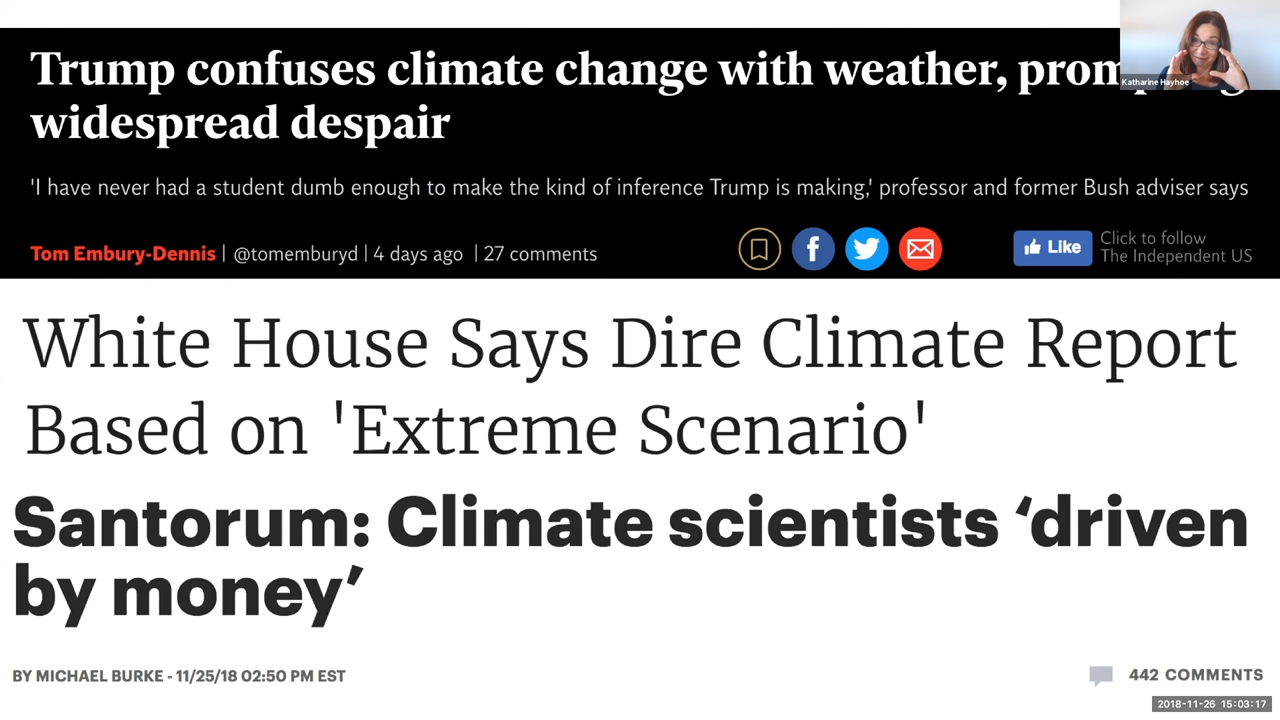 Trump confuses climate change with weather,
widespread despair
'I have never had a student dumb enough to make the kind of inference Trump is making,' professor and former Bush adviser says
Tom Embury-Dennis | @tomemburyd | 4 days ago | 27 comments
f
Like
Click to follow
The Independent US
Katharine Hayhoe
White House Says Dire Climate Report
Based on 'Extreme Scenario'
Santorum: Climate scientists ‘driven
by money’
BY MICHAEL BURKE - 11/25/18 02:50 PM EST
442 COMMENTS
2018-11-26 15:03:17